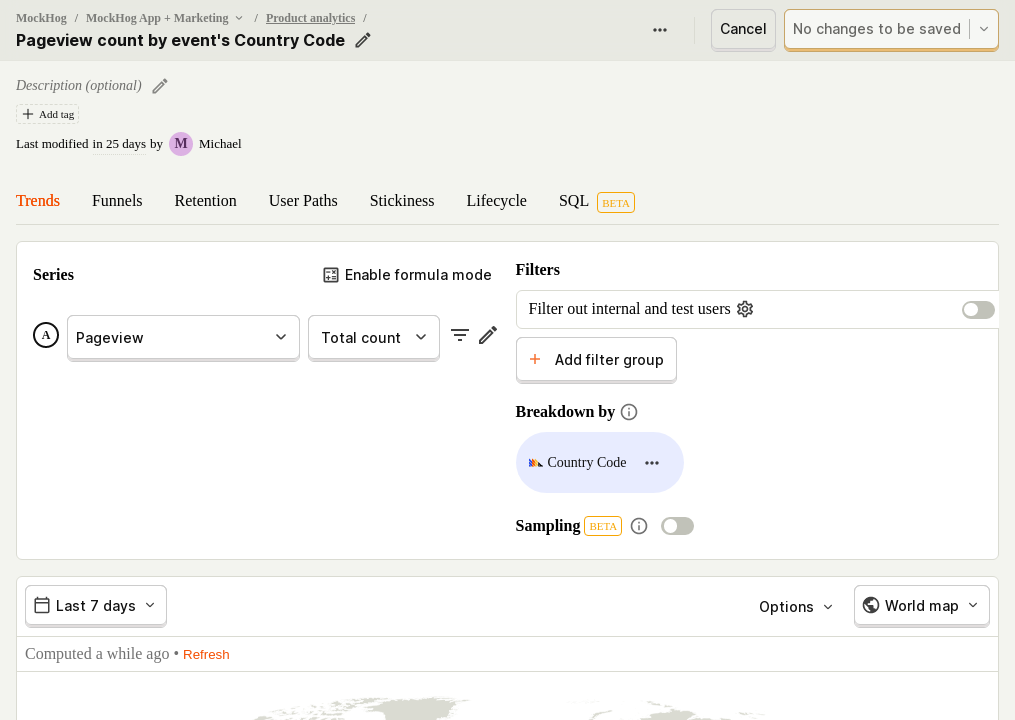 MockHog / MockHog App + Marketing / Product analytics /
Pageview count by event's Country Code
Cancel
No changes to be saved
Description (optional)
Add tag
Last modified in 25 days by M Michael
Trends Funnels Retention User Paths Stickiness Lifecycle SQL BETA
Series
Enable formula mode
A Pageview Total count
Filters
Filter out internal and test users
Add filter group
Breakdown by
Country Code
Sampling BETA
Last 7 days
Options
World map
Computed a while ago • Refresh